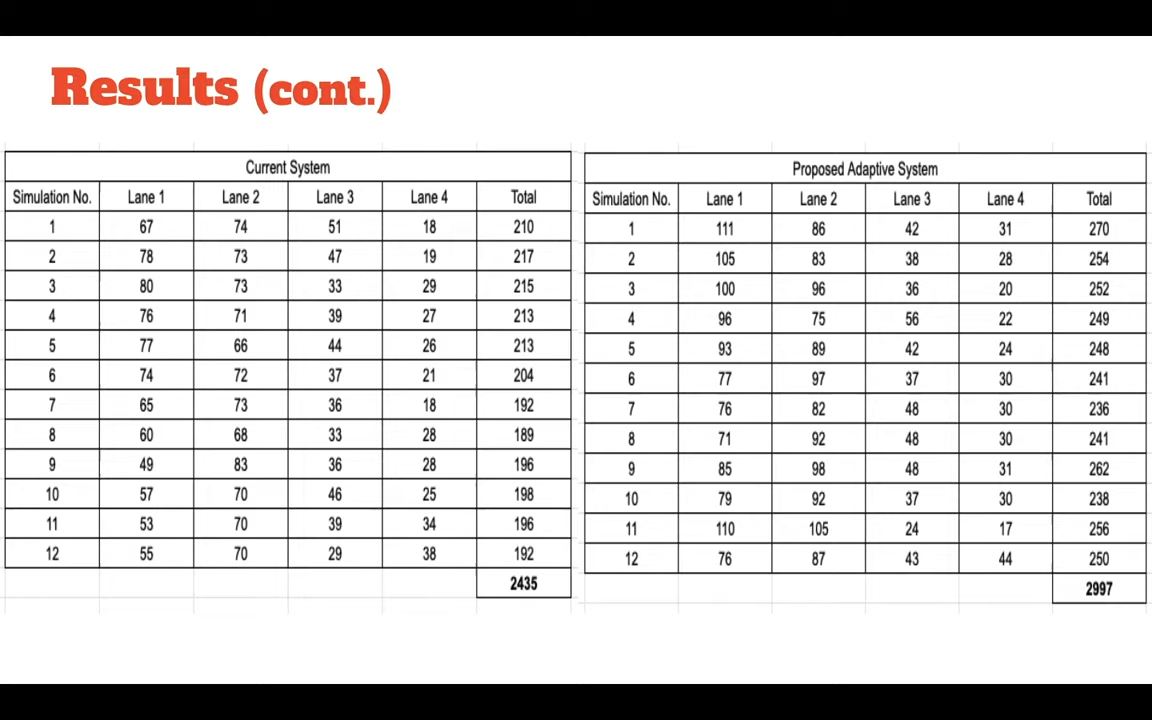 Results (cont.)
Current System
Simulation No. Lane 1 Lane 2 Lane 3 Lane 4 Total
1 67 74 51 18 210
2 78 73 47 19 217
3 80 73 33 29 215
4 76 71 39 27 213
5 77 66 44 26 213
6 74 72 37 21 204
7 65 73 36 18 192
8 60 68 33 28 189
9 49 83 36 28 196
10 57 70 46 25 198
11 53 70 39 34 196
12 55 70 29 38 192
2435
Proposed Adaptive System
Simulation No. Lane 1 Lane 2 Lane 3 Lane 4 Total
1 111 86 42 31 270
2 105 83 38 28 254
3 100 96 36 20 252
4 96 75 56 22 249
5 93 89 42 24 248
6 77 97 37 30 241
7 76 82 48 30 236
8 71 92 48 30 241
9 85 98 48 31 262
10 79 92 37 30 238
11 110 105 24 17 256
12 76 87 43 44 250
2997